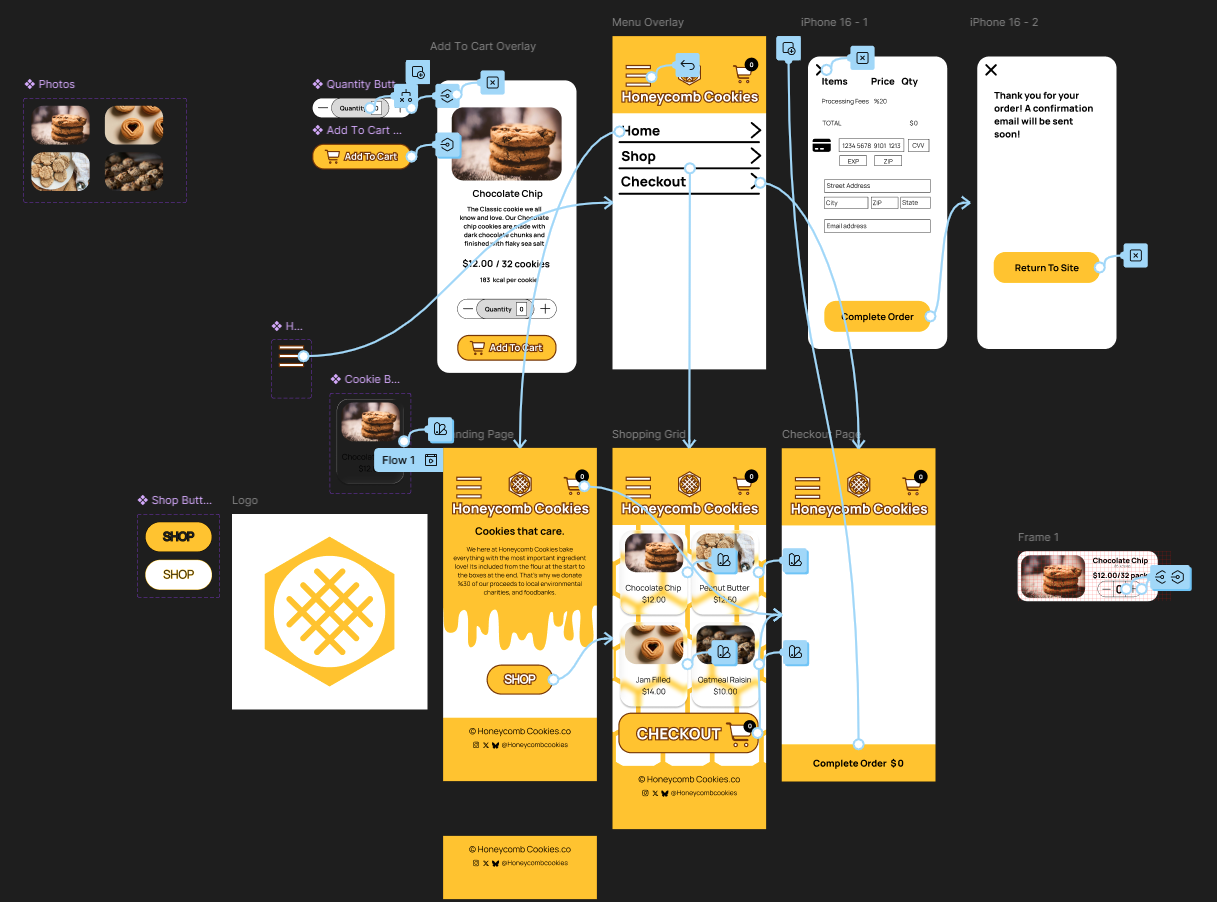 Menu Overlay
iPhone 16 - 1
iPhone 16 - 2
Add To Cart Overlay
Photos
Quantity Butt...
Quantity
Add To Cart ...
Add To Cart
Chocolate Chip
The Classic cookie we all
know and love. Our Chocolate
chip cookies are made with
dark chocolate chunks and
finished with flaky sea salt
$12.00 / 32 cookies
183 kcal per cookie
Quantity 0
Add To Cart
0
Honeycomb Cookies
Home
Shop
Checkout
Items Price Qty
Processing Fees %20
TOTAL $0
1234 5678 9101 1213 CVV
EXP ZIP
Street Address
City ZIP State
Email address
Complete Order
Thank you for your
order! A confirmation
email will be sent
soon!
Return To Site
H...
Cookie B...
Flow 1
Shop Butt...
SHOP
SHOP
Logo
nding Page
0
Honeycomb Cookies
Cookies that care.
We here at Honeycomb Cookies bake
everything with the most important ingredient
love! Its included from the flour at the start to
the boxes at the end. That's why we donate
%30 of our proceeds to local environmental
charities, and foodbanks.
SHOP
© Honeycomb Cookies.co
@Honeycombcookies
Shopping Grid
0
Honeycomb Cookies
Chocolate Chip
$12.00
Peanut Butter
$12.50
Jam Filled
$14.00
Oatmeal Raisin
$10.00
CHECKOUT 0
© Honeycomb Cookies.co
@Honeycombcookies
Checkout Page
0
Honeycomb Cookies
Complete Order $0
Frame 1
Chocolate Chip
$12.00/32 pack
© Honeycomb Cookies.co
@Honeycombcookies